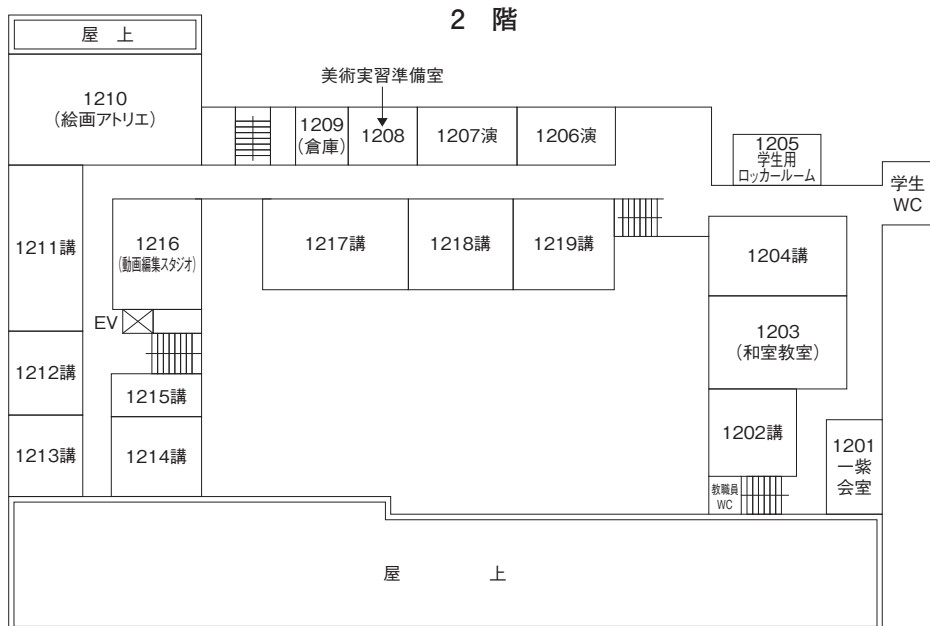 2 階
屋 上
美術実習準備室
1210
(絵画アトリエ)
1209
(倉庫)
1208
1207演
1206演
1205
学生用
ロッカールーム
学生
WC
1211講
1216
(動画編集スタジオ)
1217講
1218講
1219講
1204講
EV
1203
(和室教室)
1212講
1215講
1202講
1213講
1214講
1201
一紫
会室
教職員
WC
屋 上